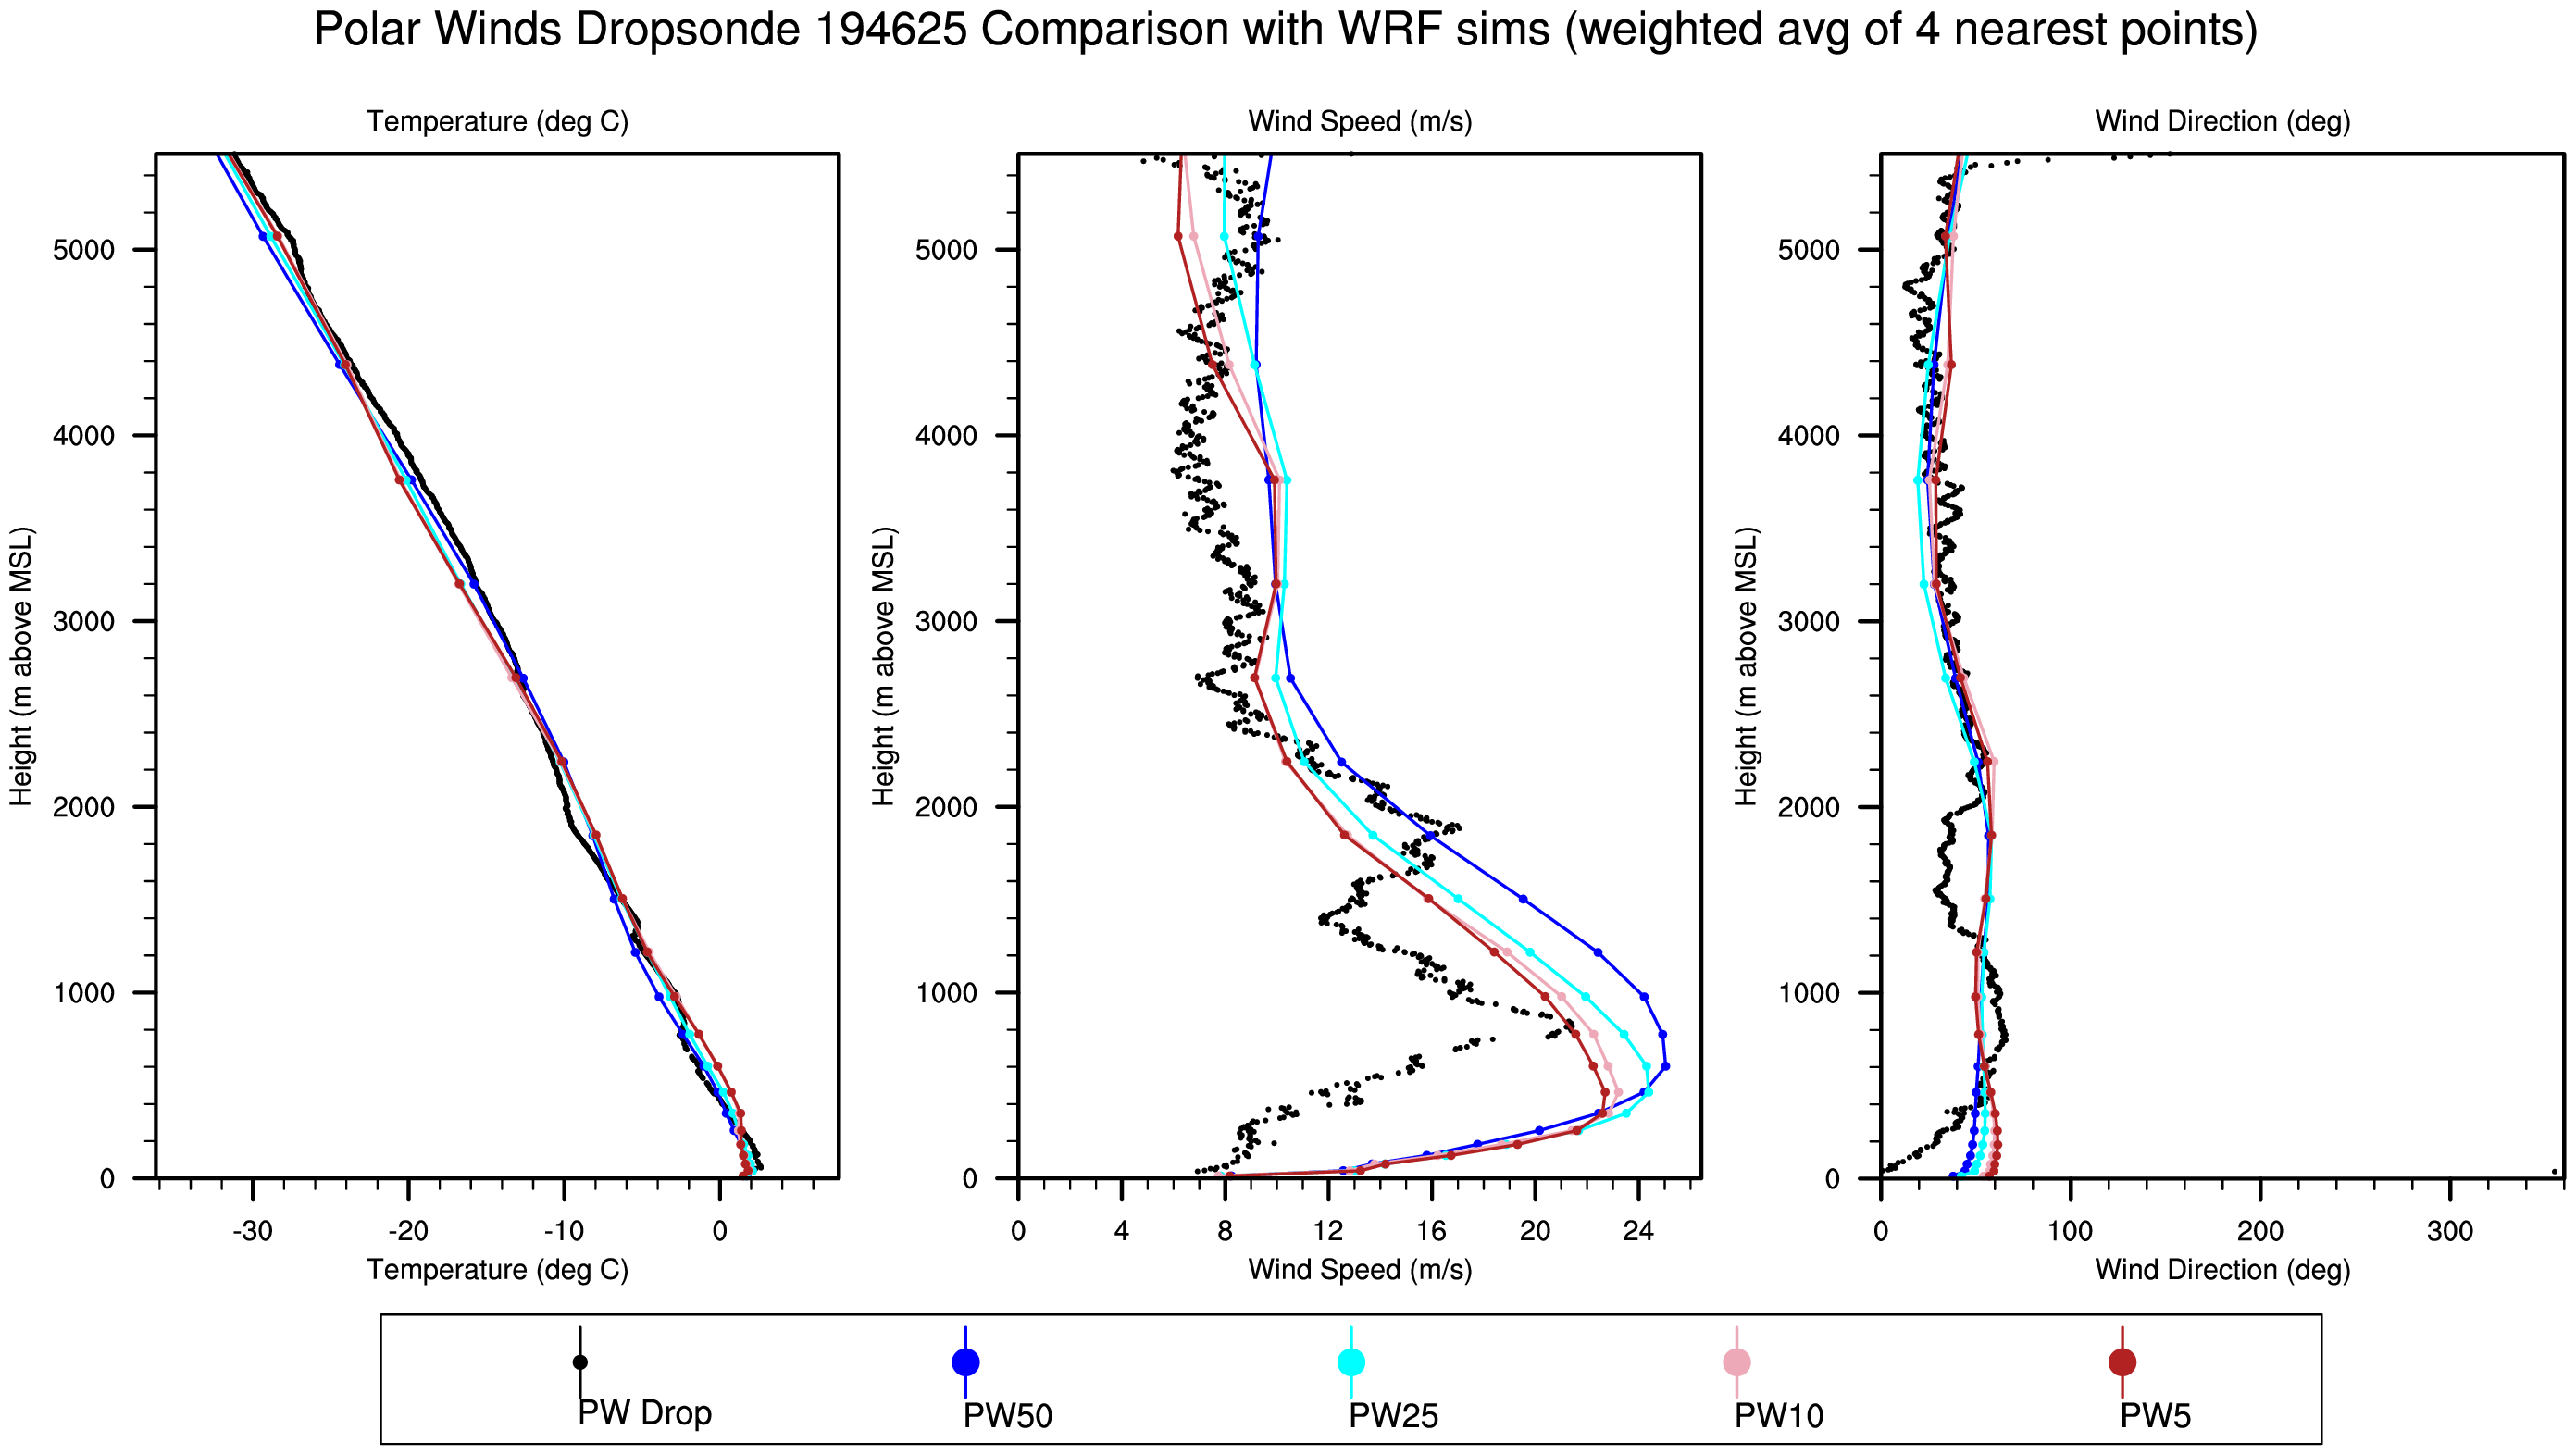 Polar Winds Dropsonde 194625 Comparison with WRF sims (weighted avg of 4 nearest points)
Temperature (deg C)
Wind Speed (m/s)
Wind Direction (deg)
Height (m above MSL)
5000
4000
3000
2000
1000
0
-30
-20
-10
0
Temperature (deg C)
Height (m above MSL)
5000
4000
3000
2000
1000
0
0
4
8
12
16
20
24
Wind Speed (m/s)
Height (m above MSL)
5000
4000
3000
2000
1000
0
0
100
200
300
Wind Direction (deg)
PW Drop
PW50
PW25
PW10
PW5